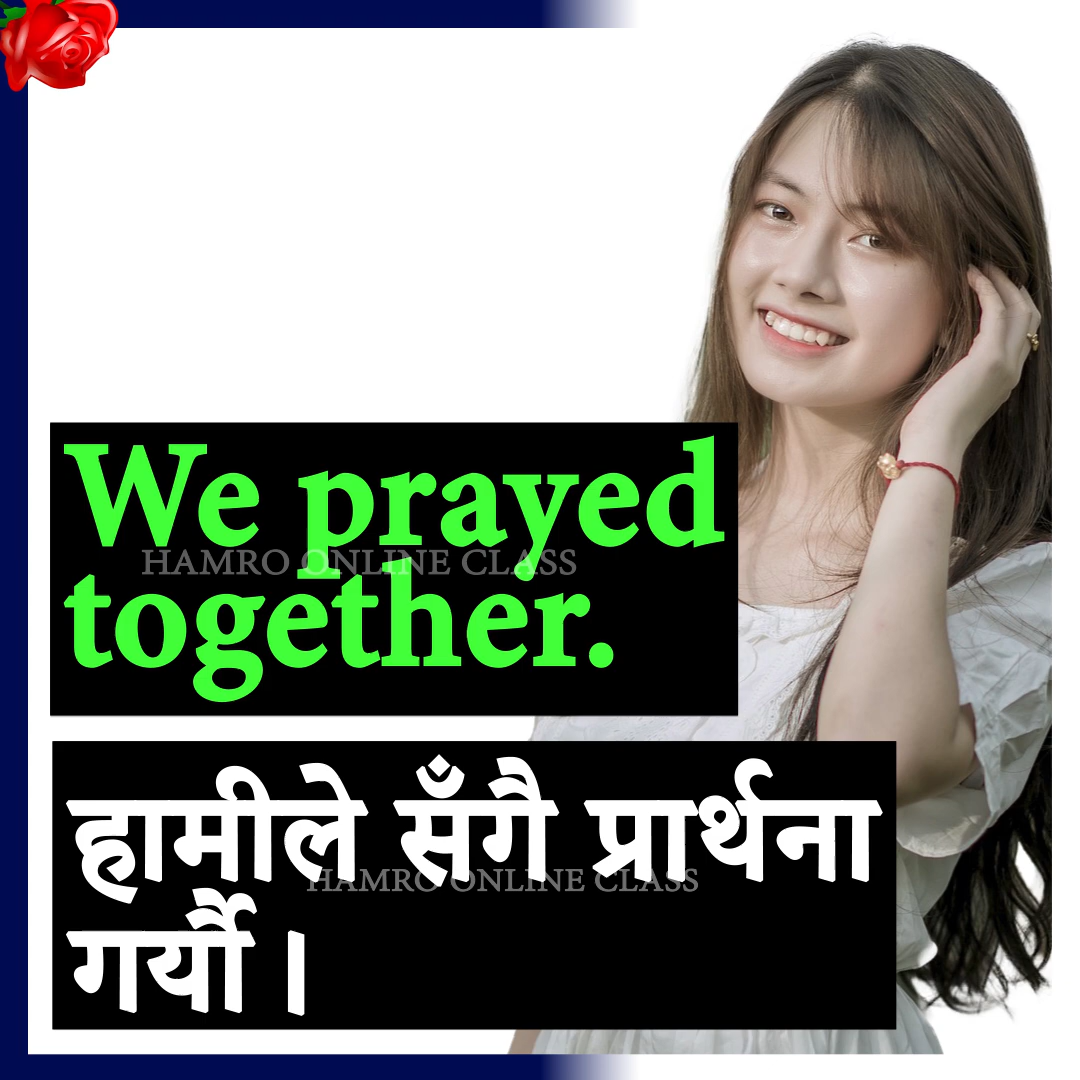 We prayed
HAMRO ONLINE CLASS
together.
हामीले सँगै प्रार्थना
HAMRO ONLINE CLASS
गर्यौं ।